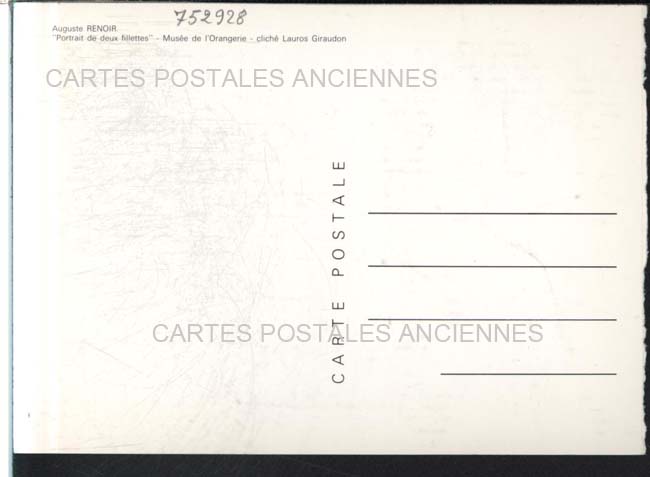 752928
Auguste RENOIR.
"Portrait de deux fillettes" - Musée de l'Orangerie - cliché Lauros Giraudon
CARTES POSTALES ANCIENNES
CARTE POSTALE
CARTES POSTALES ANCIENNES